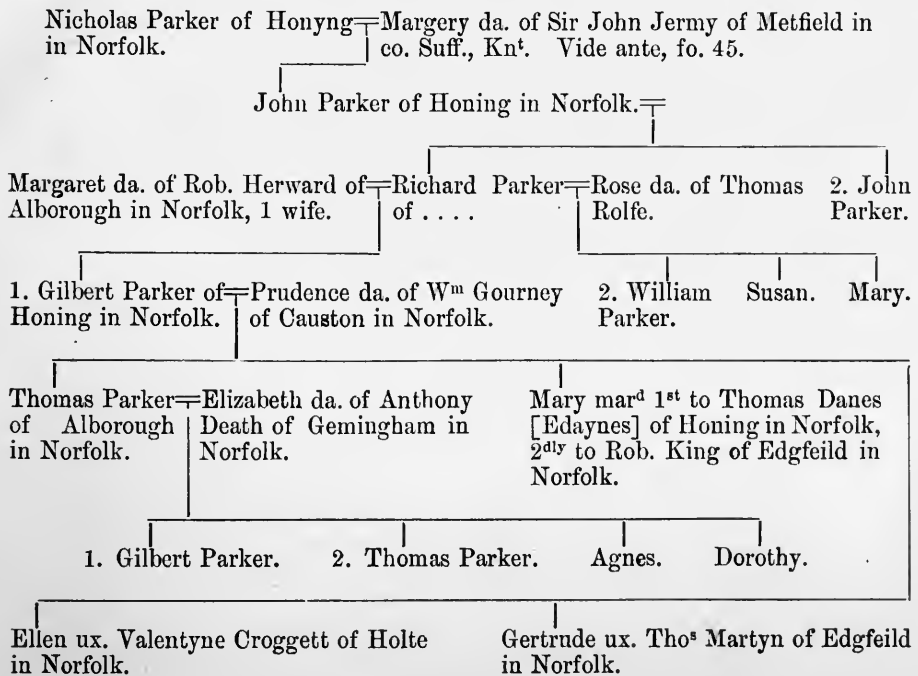 Nicholas Parker of Honyng╤Margery da. of Sir John Jermy of Metfield in
in Norfolk. co. Suff., Knᵗ. Vide ante, fo. 45.
John Parker of Honing in Norfolk.╤
Margaret da. of Rob. Herward of╤Richard Parker╤Rose da. of Thomas 2. John
Alborough in Norfolk, 1 wife. of . . . . Rolfe. Parker.
1. Gilbert Parker of╤Prudence da. of Wᵐ Gourney 2. William Susan. Mary.
Honing in Norfolk. of Causton in Norfolk. Parker.
Thomas Parker╤Elizabeth da. of Anthony Mary marᵈ 1ˢᵗ to Thomas Danes
of Alborough Death of Gemingham in [Edaynes] of Honing in Norfolk,
in Norfolk. Norfolk. 2ᵈˡʸ to Rob. King of Edgfeild in
Norfolk.
1. Gilbert Parker. 2. Thomas Parker. Agnes. Dorothy.
Ellen ux. Valentyne Croggett of Holte Gertrude ux. Thoˢ Martyn of Edgfeild
in Norfolk. in Norfolk.